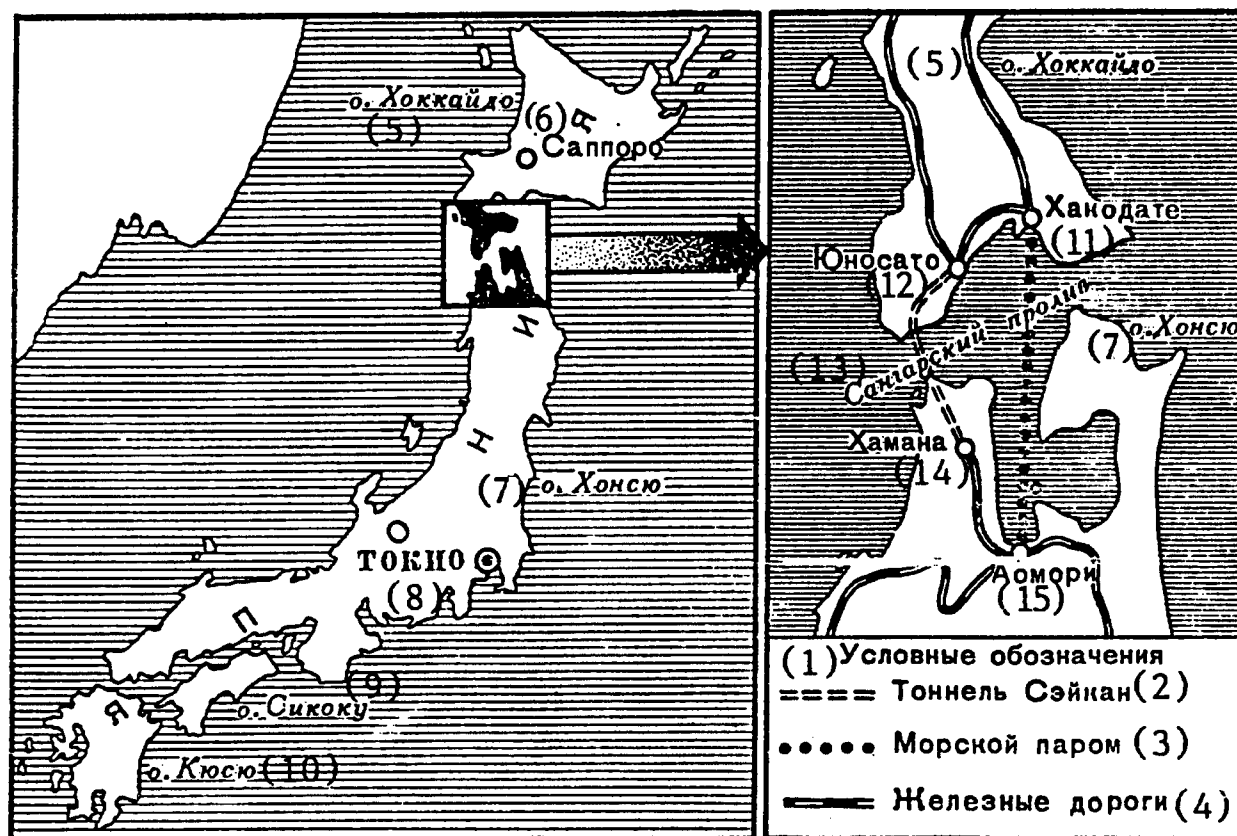 о. Хоккайдо
(5)
(6)
Саппоро
(7) о. Хонсю
ТОКИО
(8)
(9)
о. Сикоку
о. Кюсю (10)
Я П О Н И Я
(5)
о. Хоккайдо
Хакодате
(11)
Юносато
(12)
Сангарский пролив
(13)
(7)
о. Хонсю
Хамана
(14)
Аомори
(15)
(1) Условные обозначения
Тоннель Сэйкан (2)
Морской паром (3)
Железные дороги (4)